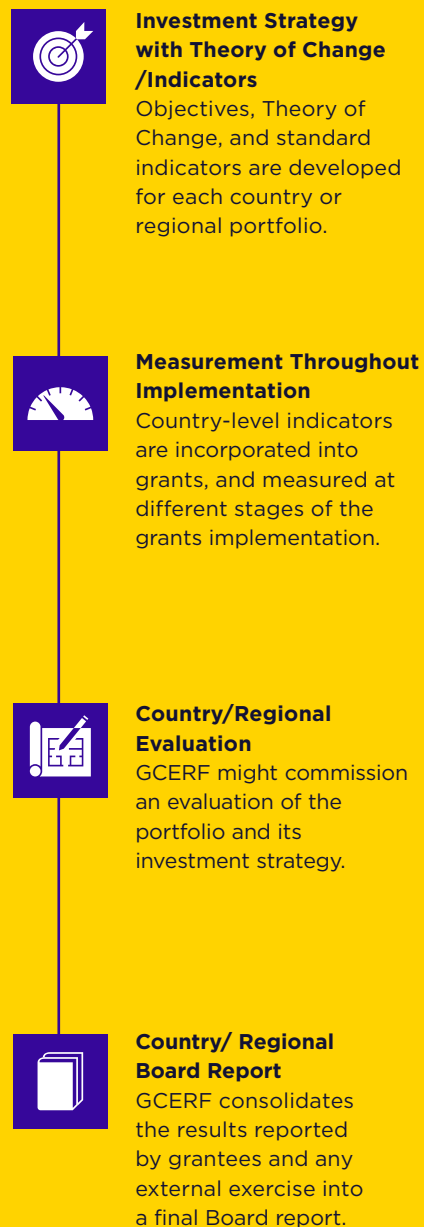 Investment Strategy
with Theory of Change
/Indicators
Objectives, Theory of
Change, and standard
indicators are developed
for each country or
regional portfolio.
Measurement Throughout
Implementation
Country-level indicators
are incorporated into
grants, and measured at
different stages of the
grants implementation.
Country/Regional
Evaluation
GCERF might commission
an evaluation of the
portfolio and its
investment strategy.
Country/ Regional
Board Report
GCERF consolidates
the results reported
by grantees and any
external exercise into
a final Board report.